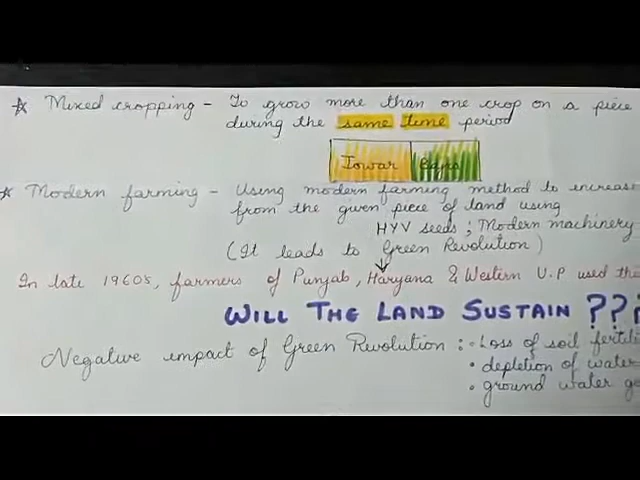 ☆ Mixed cropping - To grow more than one crop on a piece
during the same time period
Jowar Bajra
* Modern farming - Using modern farming method to increase
from the given piece of land using
HYV seeds ; Modern machinery
(It leads to Green Revolution)
In late 1960s, farmers of Punjab, Haryana & Western U.P used the
WILL THE LAND SUSTAIN ???
Negative impact of Green Revolution : • Loss of soil
• depletion of water
• ground water